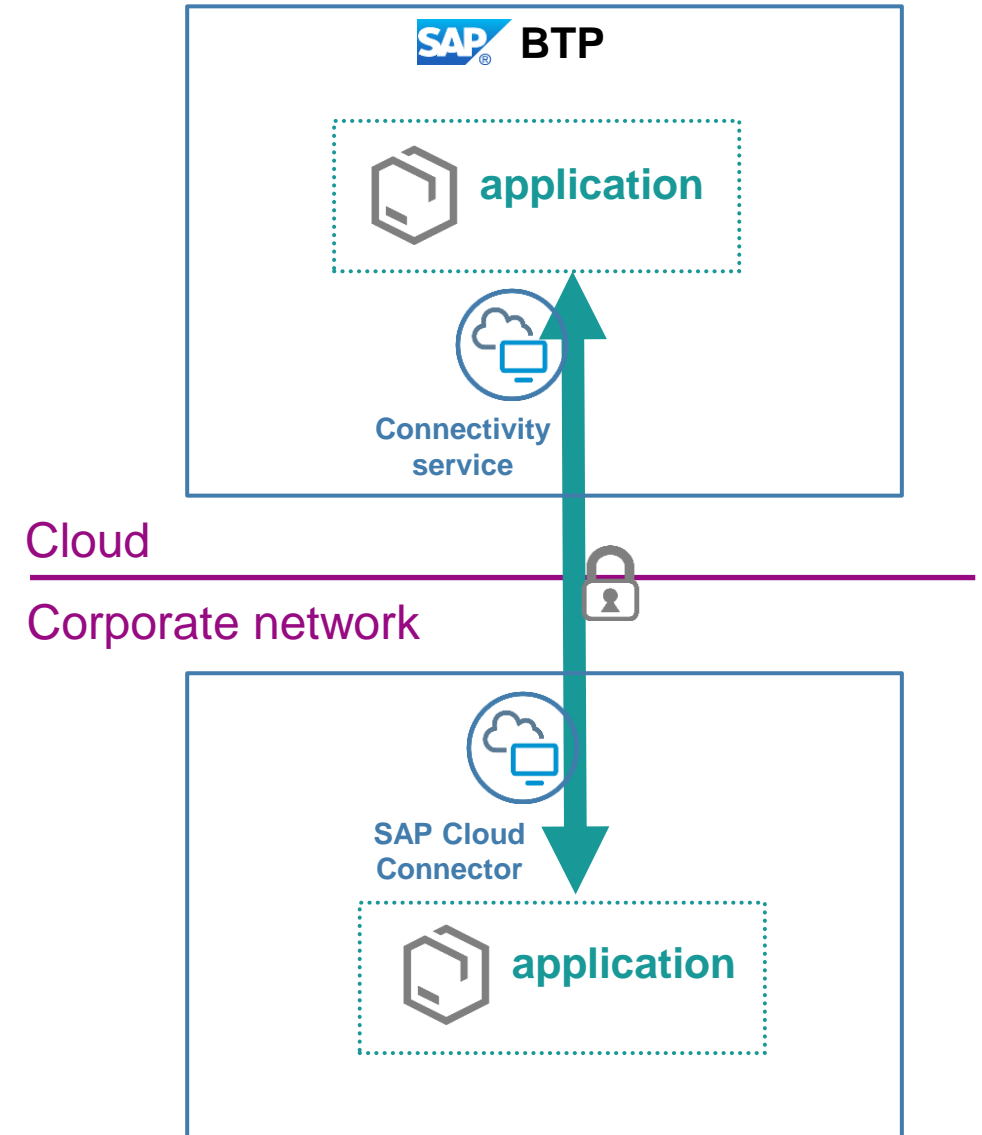 SAP® BTP
application
Connectivity
service
Cloud
Corporate network
SAP Cloud
Connector
application